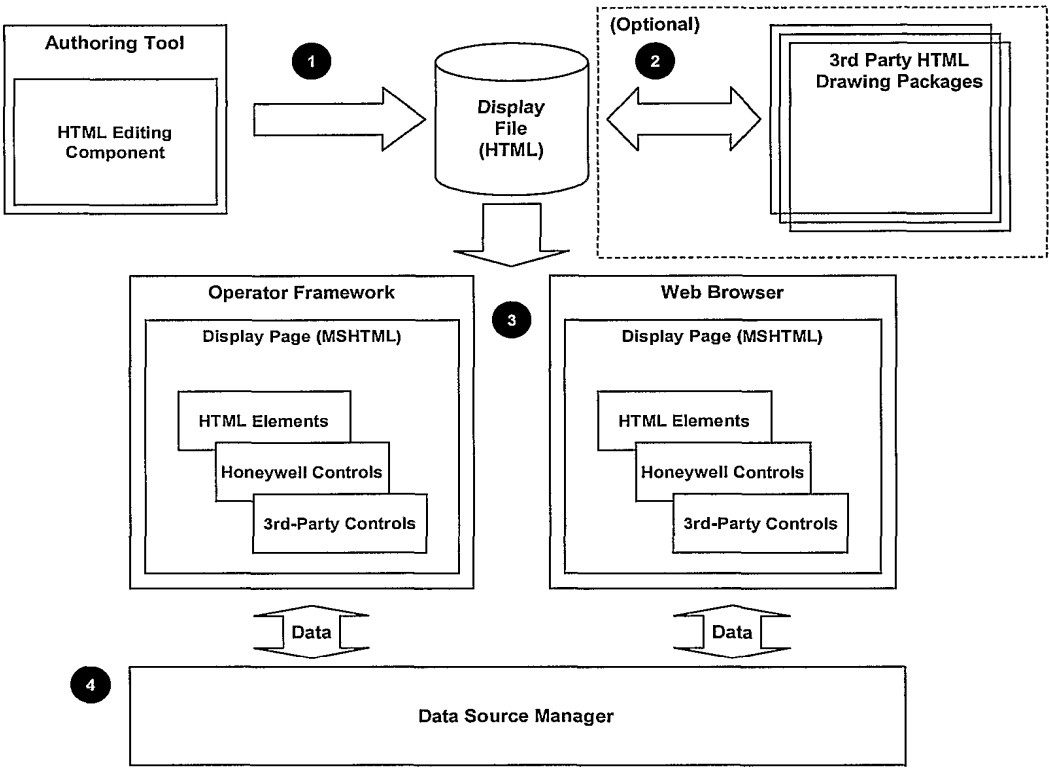 Authoring Tool
HTML Editing
Component
1
Display
File
(HTML)
(Optional)
2
3rd Party HTML
Drawing Packages
Operator Framework
Display Page (MSHTML)
HTML Elements
Honeywell Controls
3rd-Party Controls
3
Web Browser
Display Page (MSHTML)
HTML Elements
Honeywell Controls
3rd-Party Controls
Data
Data
4
Data Source Manager